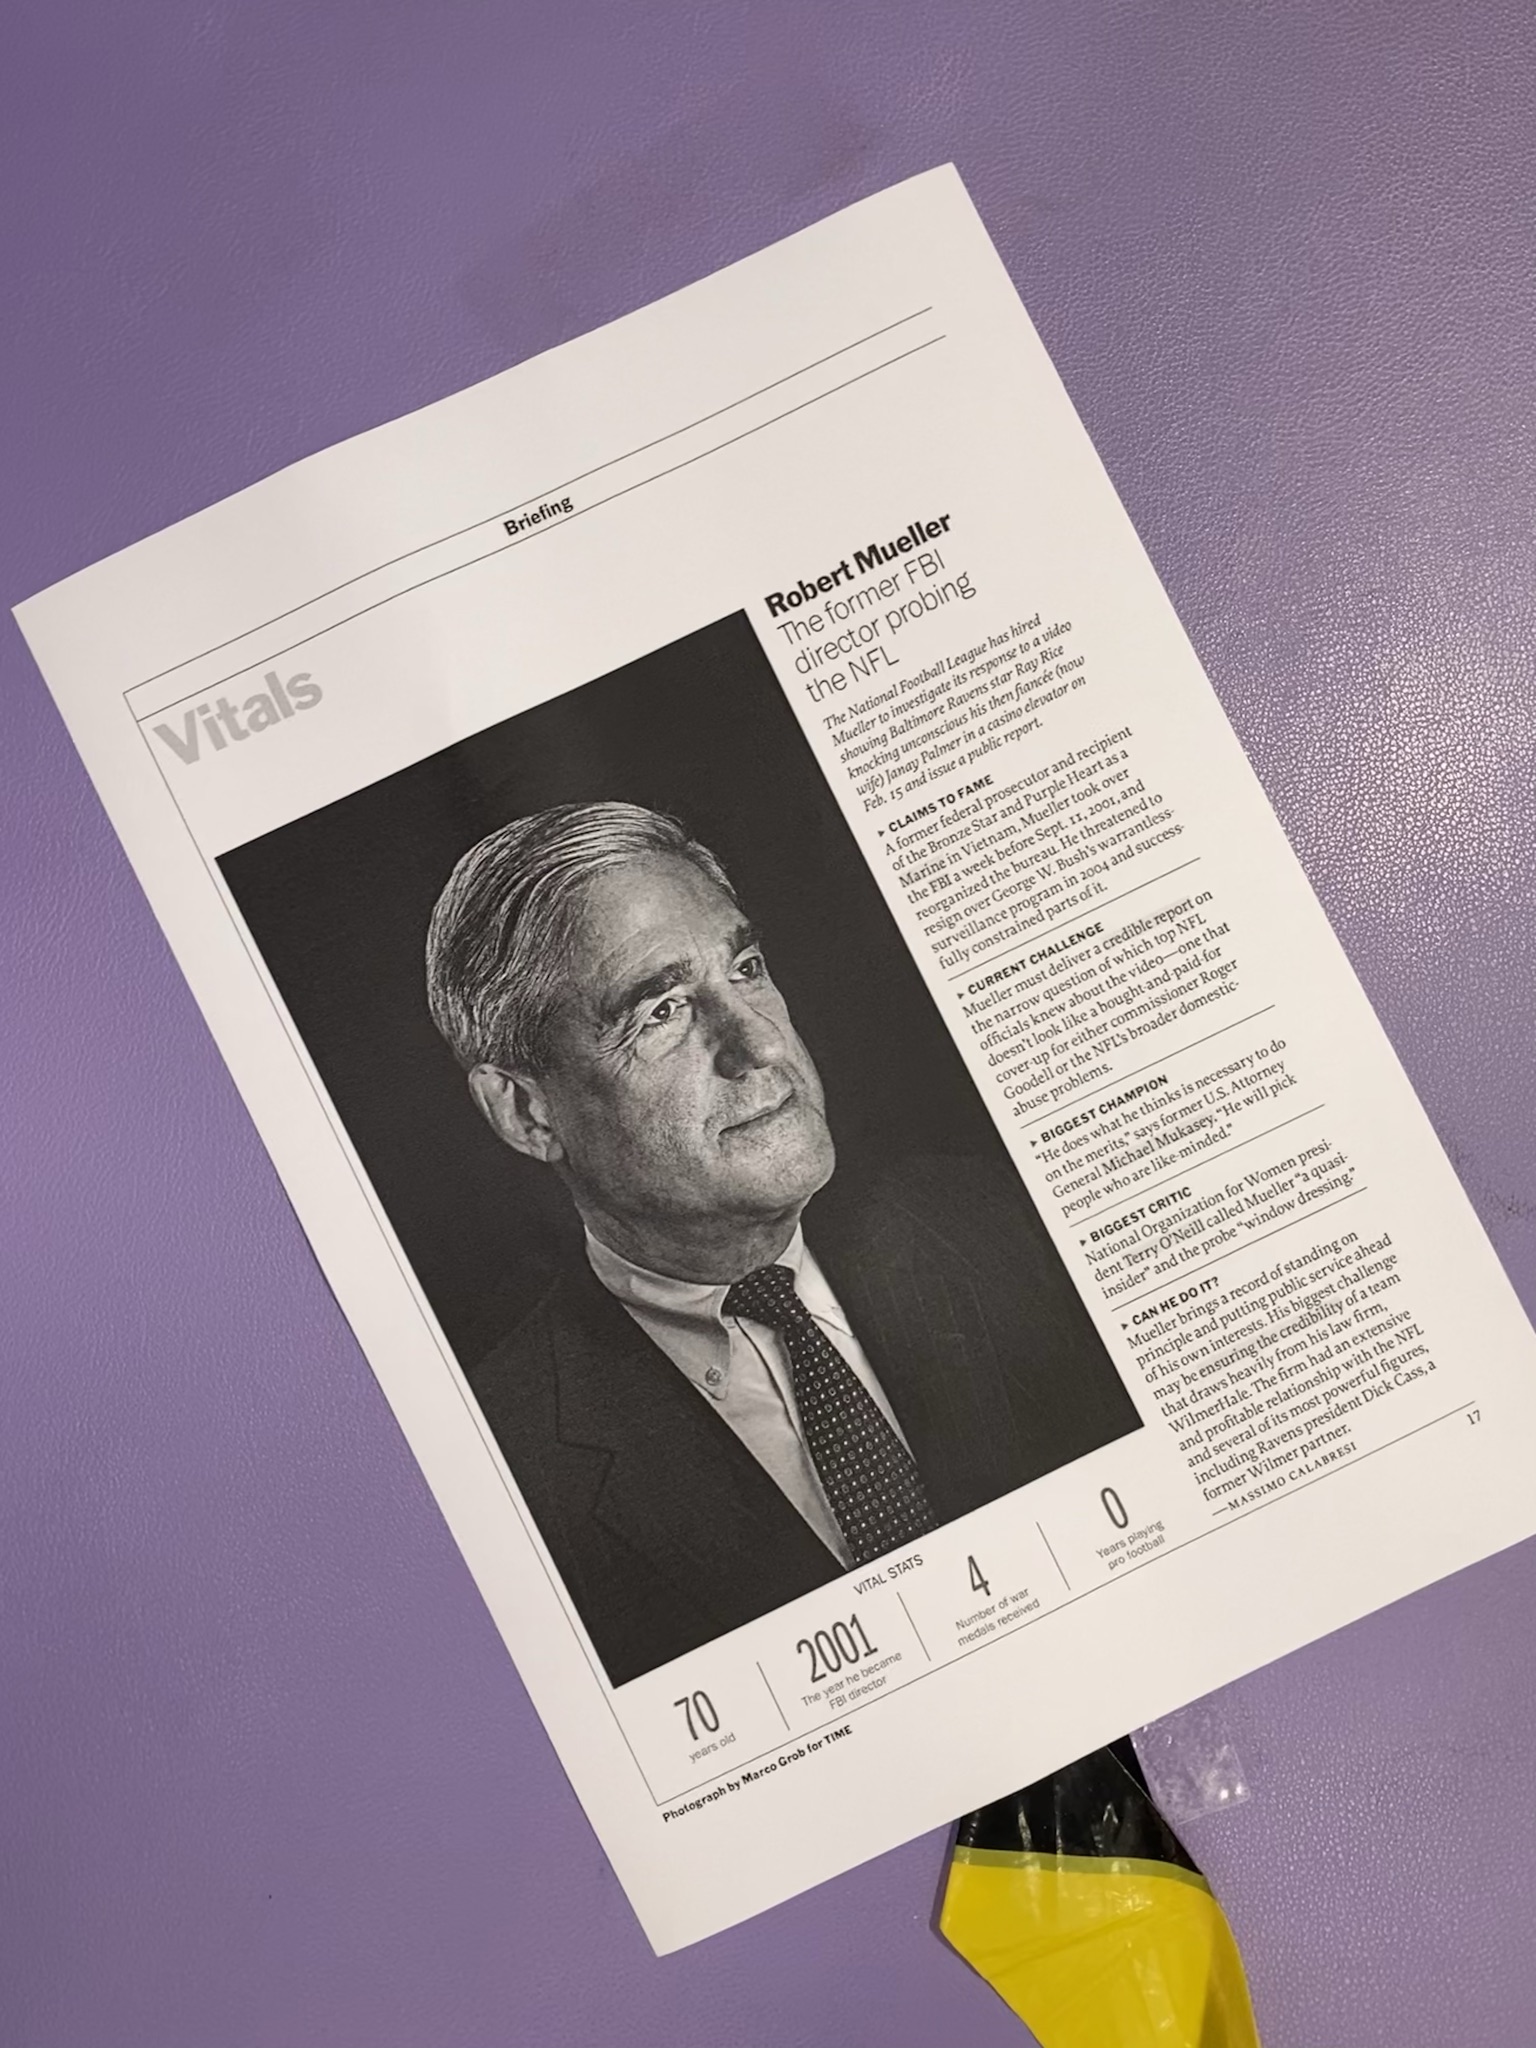 Briefing
Vitals
Robert Mueller
The former FBI
director probing
the NFL
The National Football League has hired
Mueller to investigate its response to a video
showing Baltimore Ravens star Ray Rice
knocking unconscious his then fiancée (now
wife) Janay Palmer in a casino elevator on
Feb. 15 and issue a public report.
▸ CLAIMS TO FAME
A former federal prosecutor and recipient
of the Bronze Star and Purple Heart as a
Marine in Vietnam, Mueller took over
the FBI a week before Sept. 11, 2001, and
reorganized the bureau. He threatened to
resign over George W. Bush's warrantless-
surveillance program in 2004 and success-
fully constrained parts of it.
▸ CURRENT CHALLENGE
Mueller must deliver a credible report on
the narrow question of which top NFL
officials knew about the video—one that
doesn't look like a bought-and-paid-for
cover-up for either commissioner Roger
Goodell or the NFL's broader domestic-
abuse problems.
▸ BIGGEST CHAMPION
"He does what he thinks is necessary to do
on the merits," says former U.S. Attorney
General Michael Mukasey. "He will pick
people who are like-minded."
▸ BIGGEST CRITIC
National Organization for Women presi-
dent Terry O'Neill called Mueller "a quasi-
insider" and the probe "window dressing."
▸ CAN HE DO IT?
Mueller brings a record of standing on
principle and putting public service ahead
of his own interests. His biggest challenge
may be ensuring the credibility of a team
that draws heavily from his law firm,
WilmerHale. The firm had an extensive
and profitable relationship with the NFL
and several of its most powerful figures,
including Ravens president Dick Cass, a
former Wilmer partner.
—MASSIMO CALABRESI
VITAL STATS
70
years old
2001
The year he became
FBI director
4
Number of war
medals received
0
Years playing
pro football
Photograph by Marco Grob for TIME
17